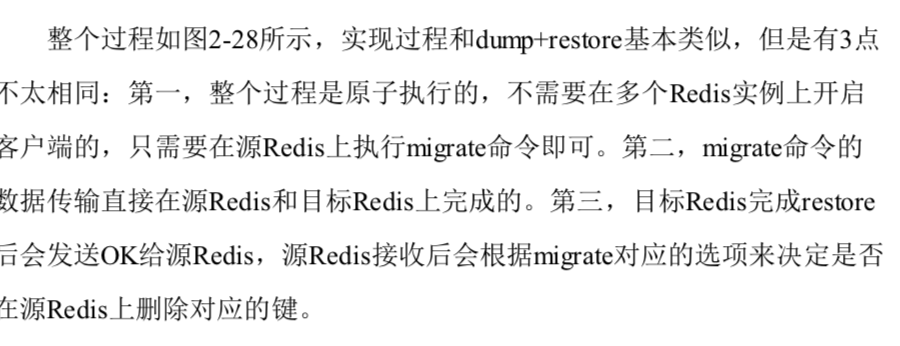 整个过程如图2-28所示，实现过程和dump+restore基本类似，但是有3点
不太相同：第一，整个过程是原子执行的，不需要在多个Redis实例上开启
客户端的，只需要在源Redis上执行migrate命令即可。第二，migrate命令的
数据传输直接在源Redis和目标Redis上完成的。第三，目标Redis完成restore
后会发送OK给源Redis，源Redis接收后会根据migrate对应的选项来决定是否
在源Redis上删除对应的键。